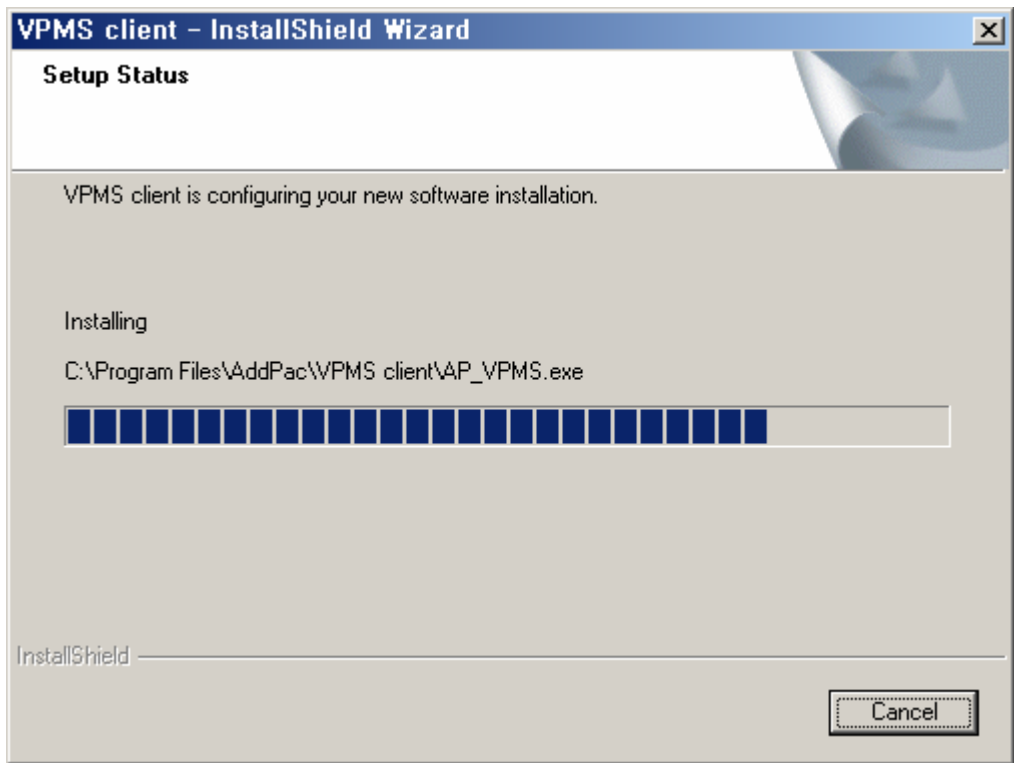 VPMS client - InstallShield Wizard
Setup Status
VPMS client is configuring your new software installation.
Installing
C:\Program Files\AddPac\VPMS client\AP_VPMS.exe
InstallShield
Cancel